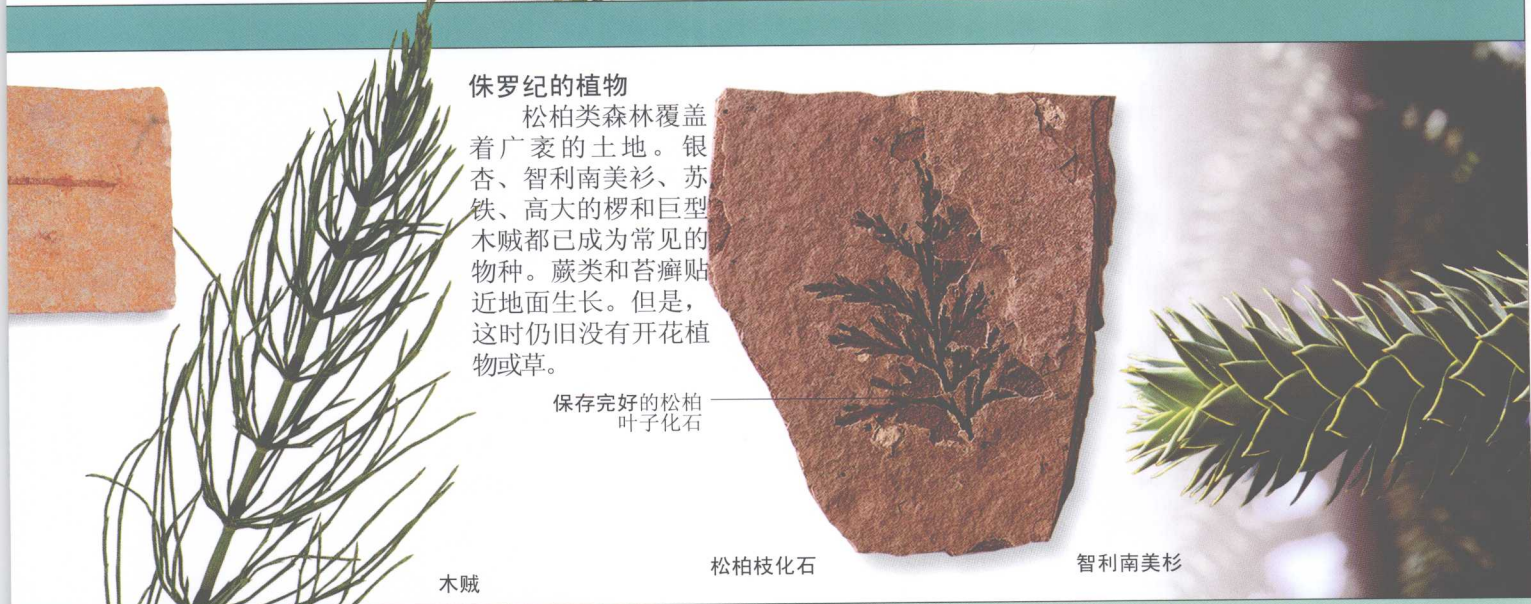 侏罗纪的植物
松柏类森林覆盖
着广袤的土地。银
杏、智利南美衫、苏
铁、高大的椤和巨型
木贼都已成为常见的
物种。蕨类和苔癣贴
近地面生长。但是，
这时仍旧没有开花植
物或草。
保存完好的松柏
叶子化石
木贼
松柏枝化石
智利南美杉